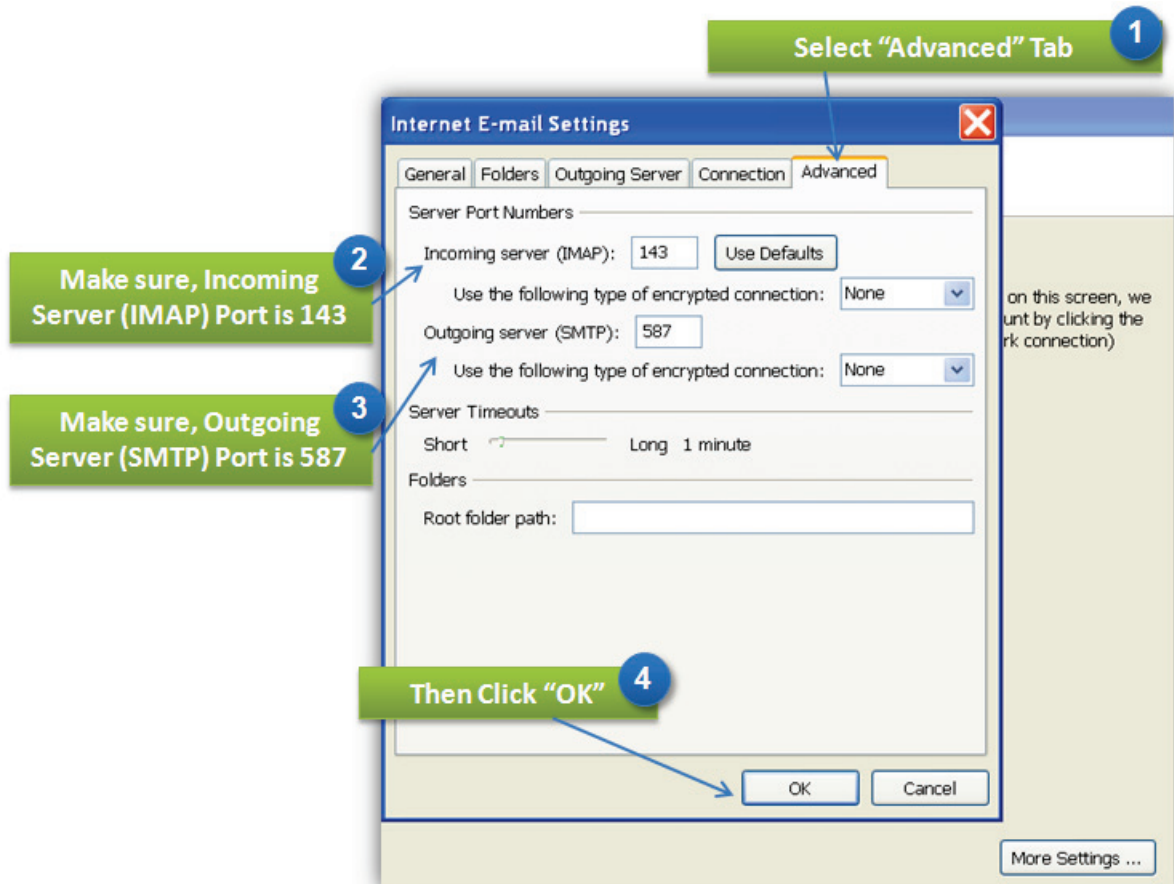 Select “Advanced” Tab
1
Internet E-mail Settings
General Folders Outgoing Server Connection Advanced
Server Port Numbers
2
Make sure, Incoming
Server (IMAP) Port is 143
Incoming server (IMAP): 143 Use Defaults
Use the following type of encrypted connection: None
Outgoing server (SMTP): 587
Use the following type of encrypted connection: None
on this screen, we
unt by clicking the
rk connection)
3
Make sure, Outgoing
Server (SMTP) Port is 587
Server Timeouts
Short Long 1 minute
Folders
Root folder path:
Then Click “OK”
4
OK Cancel
More Settings ...